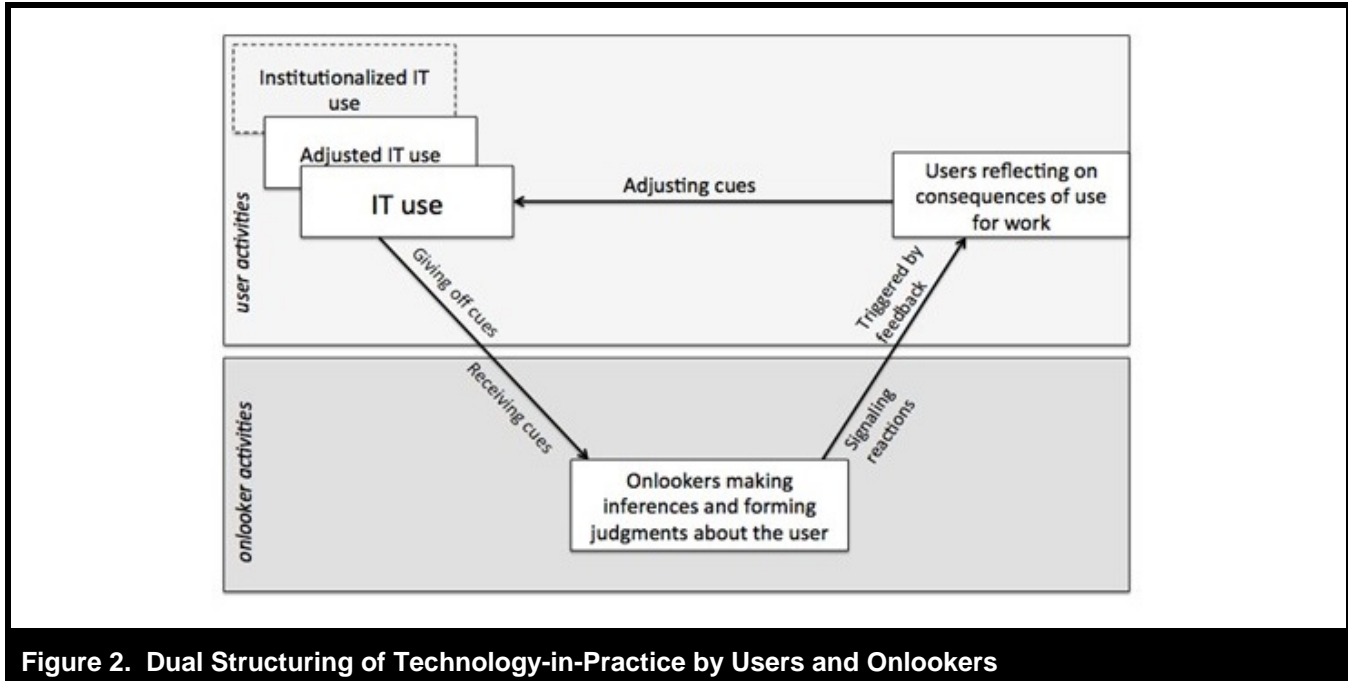 Institutionalized IT
use
Adjusted IT use
IT use
user activities
Adjusting cues
Users reflecting on
consequences of use
for work
Giving off cues
Triggered by
feedback
onlooker activities
Receiving cues
Signaling
reactions
Onlookers making
inferences and forming
judgments about the user
Figure 2. Dual Structuring of Technology-in-Practice by Users and Onlookers